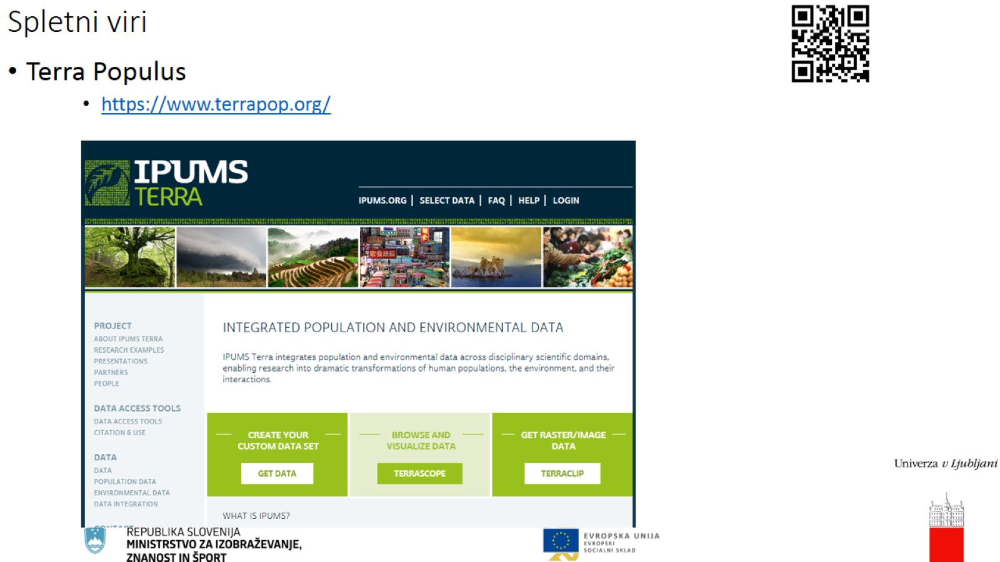 Spletni viri
• Terra Populus
• https://www.terrapop.org/
IPUMS
TERRA
IPUMS.ORG | SELECT DATA | FAQ | HELP | LOGIN
PROJECT
ABOUT IPUMS TERRA
RESEARCH EXAMPLES
PRESENTATIONS
PARTNERS
PEOPLE
DATA ACCESS TOOLS
DATA ACCESS TOOLS
CITATION & USE
DATA
DATA
POPULATION DATA
ENVIRONMENTAL DATA
DATA INTEGRATION
CONTACT
INTEGRATED POPULATION AND ENVIRONMENTAL DATA
IPUMS Terra integrates population and environmental data across disciplinary scientific domains,
enabling research into dramatic transformations of human populations, the environment, and their
interactions.
CREATE YOUR
CUSTOM DATA SET
GET DATA
BROWSE AND
VISUALIZE DATA
TERRASCOPE
GET RASTER/IMAGE
DATA
TERRACLIP
WHAT IS IPUMS?
Univerza v Ljubljani
REPUBLIKA SLOVENIJA
MINISTRSTVO ZA IZOBRAŽEVANJE,
ZNANOST IN ŠPORT
EVROPSKA UNIJA
EVROPSKI
SOCIALNI SKLAD